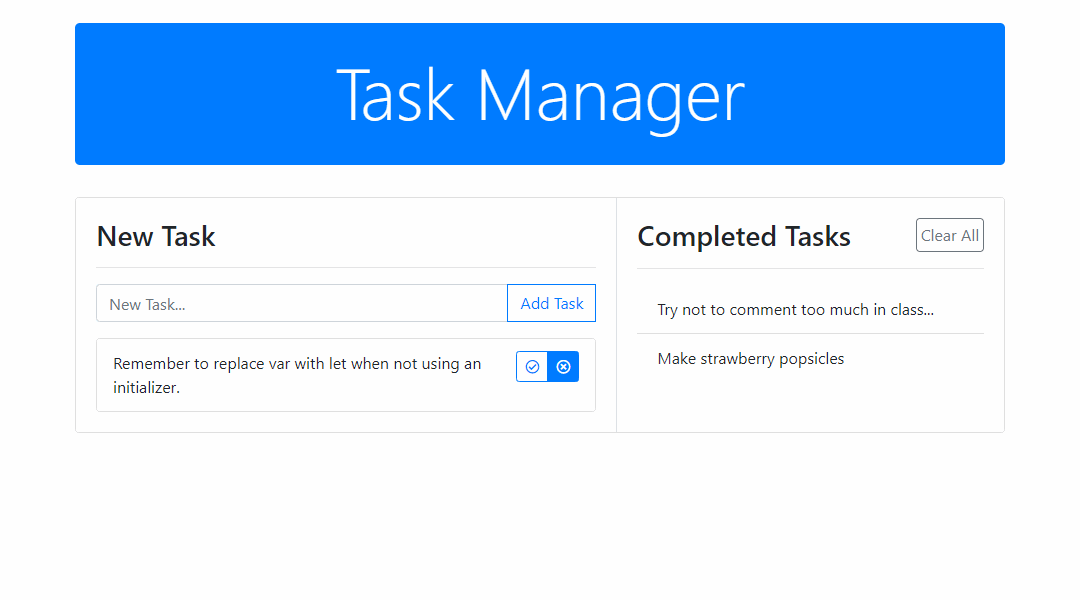 Task Manager
New Task
New Task...
Add Task
Remember to replace var with let when not using an
initializer.
Completed Tasks
Clear All
Try not to comment too much in class...
Make strawberry popsicles